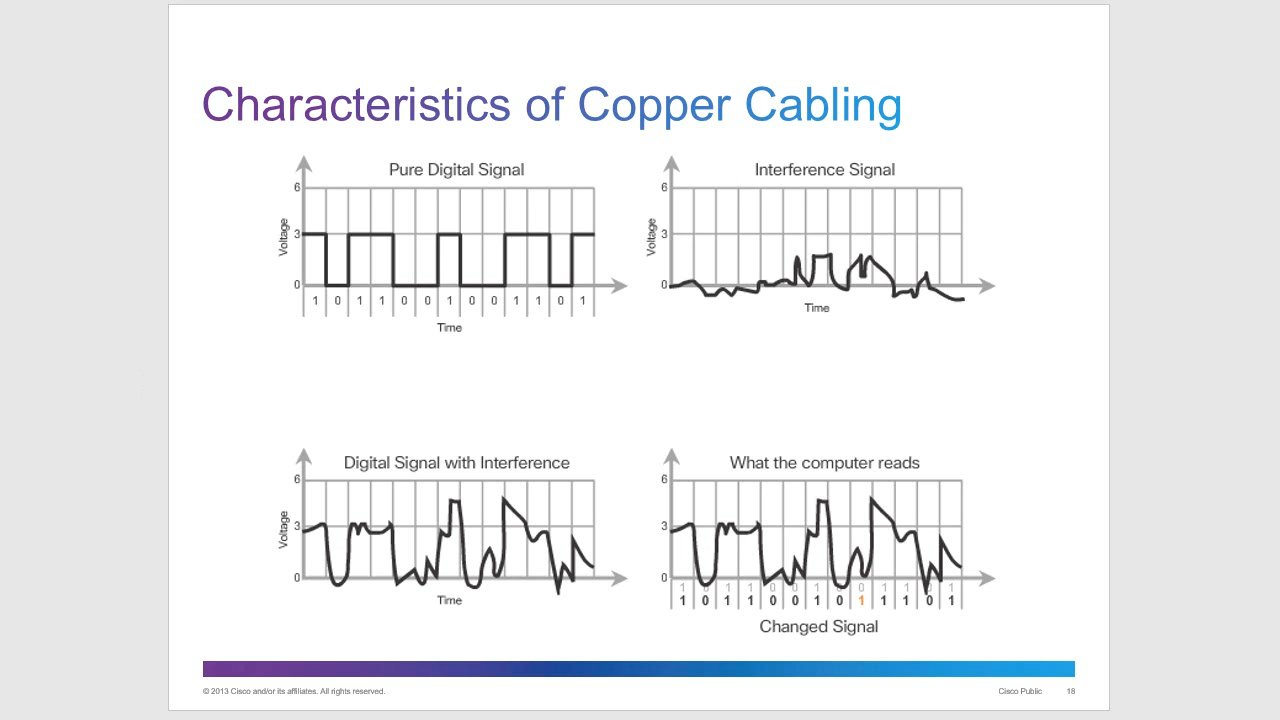 Characteristics of Copper Cabling
Pure Digital Signal
6
3
0
Voltage
1 0 1 1 0 0 1 0 0 1 1 0 1
Time
Interference Signal
6
3
0
Voltage
Time
Digital Signal with Interference
6
3
0
Voltage
Time
What the computer reads
6
3
0
1 0 1 1 0 0 1 0 0 1 1 0 1
1 0 1 1 0 0 1 0 1 1 1 0 1
Changed Signal
© 2013 Cisco and/or its affiliates. All rights reserved.
Cisco Public 18